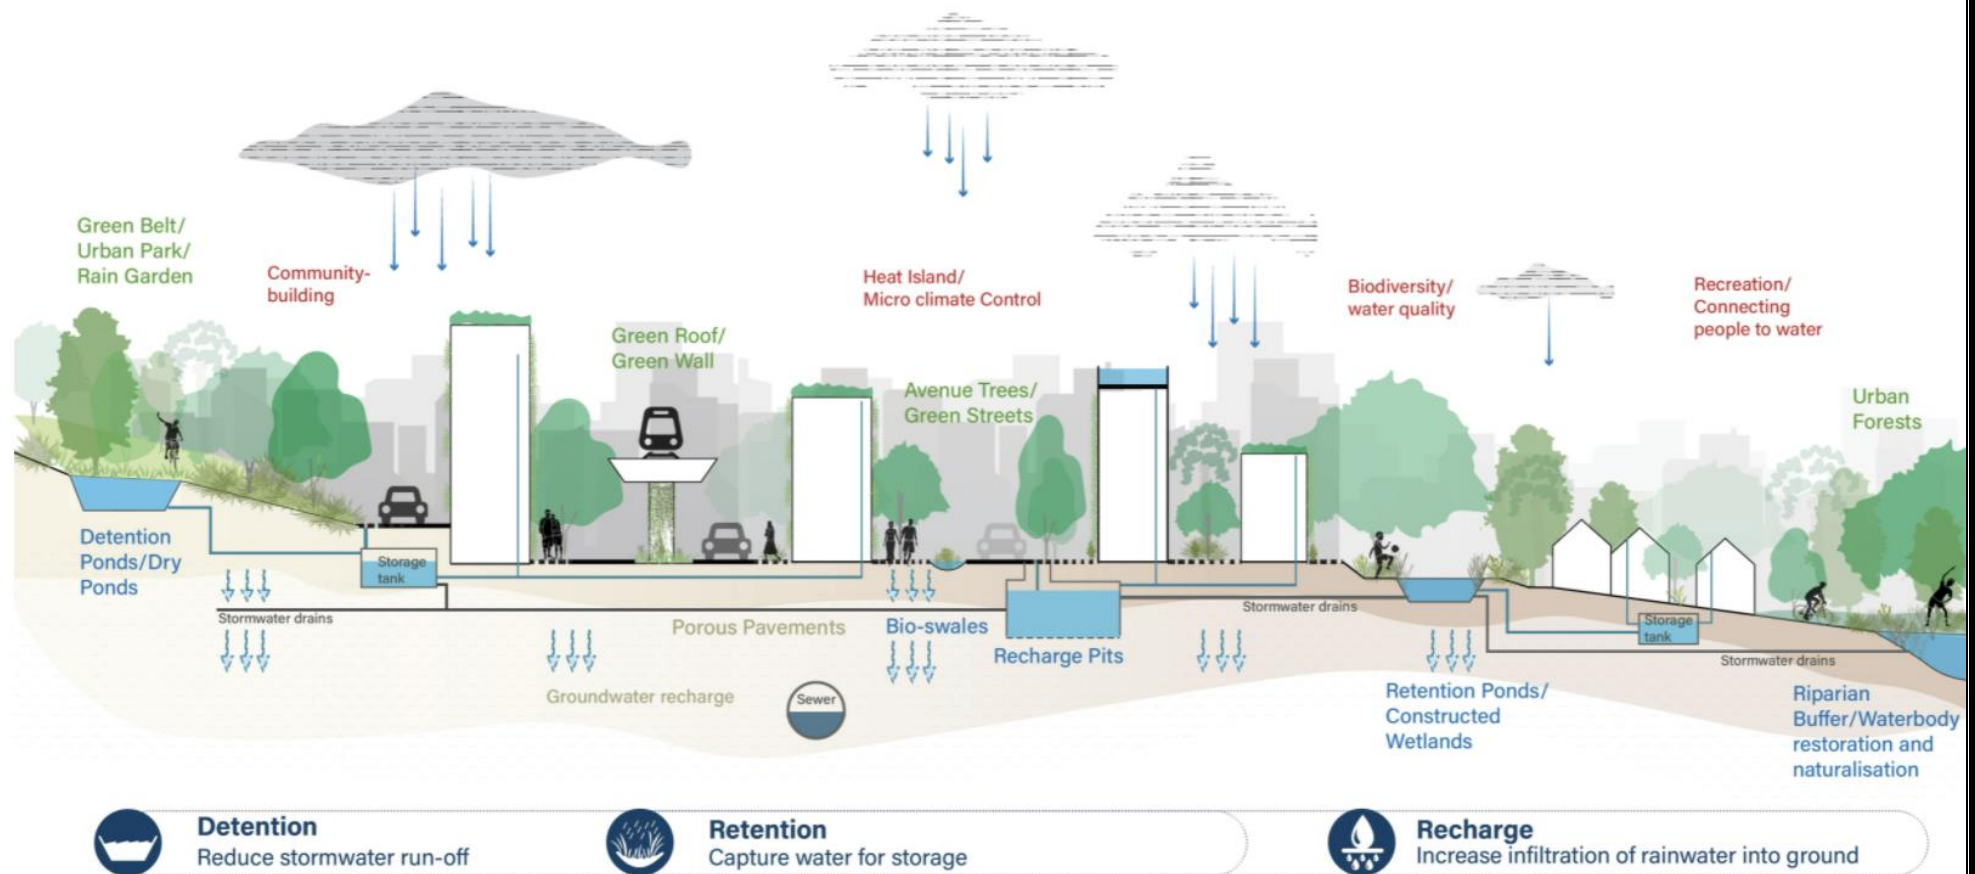 Green Belt/
Urban Park/
Rain Garden
Community-
building
Heat Island/
Micro climate Control
Biodiversity/
water quality
Recreation/
Connecting
people to water
Green Roof/
Green Wall
Avenue Trees/
Green Streets
Urban
Forests
Detention
Ponds/Dry
Ponds
Storage
tank
Stormwater drains
Porous Pavements
Bio-swales
Recharge Pits
Stormwater drains
Storage
tank
Stormwater drains
Groundwater recharge
Sewer
Retention Ponds/
Constructed
Wetlands
Riparian
Buffer/Waterbody
restoration and
naturalisation
Detention
Reduce stormwater run-off
Retention
Capture water for storage
Recharge
Increase infiltration of rainwater into ground